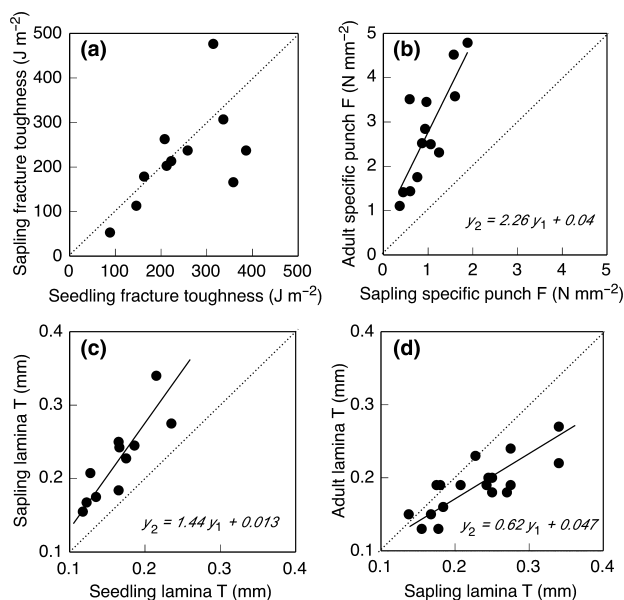 (a)
Sapling fracture toughness (J m⁻²)
500
400
300
200
100
0
0 100 200 300 400 500
Seedling fracture toughness (J m⁻²)
(b)
Adult specific punch F (N mm⁻²)
5
4
3
2
1
0
y₂ = 2.26 y₁ + 0.04
0 1 2 3 4 5
Sapling specific punch F (N mm⁻²)
(c)
Sapling lamina T (mm)
0.4
0.3
0.2
0.1
y₂ = 1.44 y₁ + 0.013
0.1 0.2 0.3 0.4
Seedling lamina T (mm)
(d)
Adult lamina T (mm)
0.4
0.3
0.2
0.1
y₂ = 0.62 y₁ + 0.047
0.1 0.2 0.3 0.4
Sapling lamina T (mm)